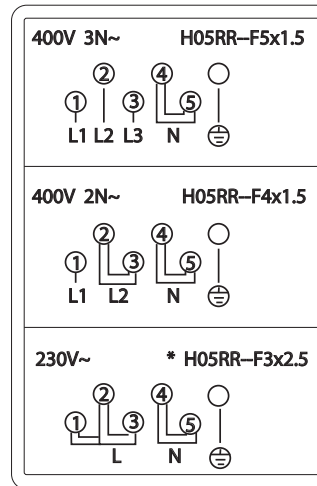 400V 3N~ H05RR--F5x1.5
2 4
1 3 5
L1 L2 L3 N
400V 2N~ H05RR--F4x1.5
2 4
1 3 5
L1 L2 N
230V~ * H05RR--F3x2.5
2 4
1 3 5
L N